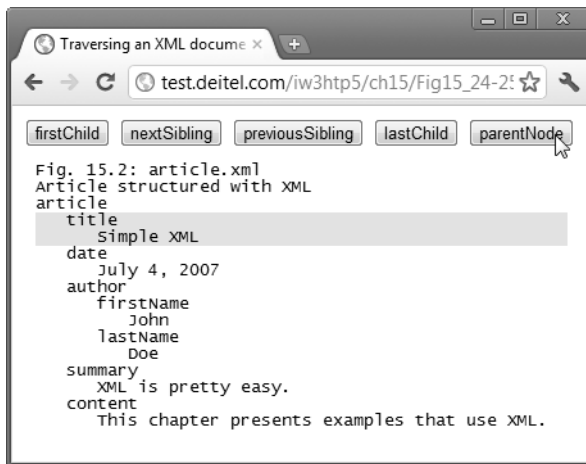 Traversing an XML docume
test.deitel.com/iw3htp5/ch15/Fig15_24-25
firstChild nextSibling previousSibling lastChild parentNode
Fig. 15.2: article.xml
Article structured with XML
article
title
Simple XML
date
July 4, 2007
author
firstName
John
lastName
Doe
summary
XML is pretty easy.
content
This chapter presents examples that use XML.